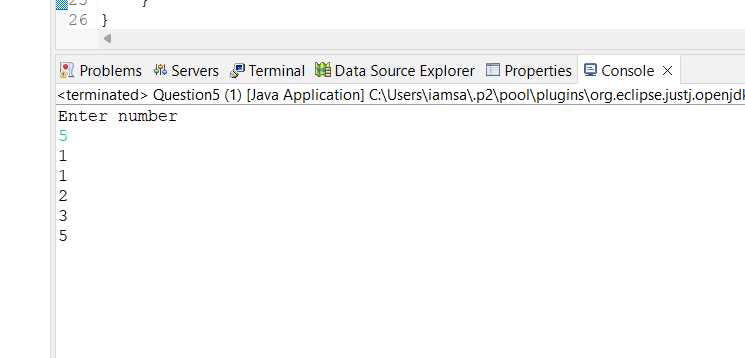 25 }
26 }
Problems Servers Terminal Data Source Explorer Properties Console
<terminated> Question5 (1) [Java Application] C:\Users\iamsa\.p2\pool\plugins\org.eclipse.justj.openjdk
Enter number
5
1
1
2
3
5